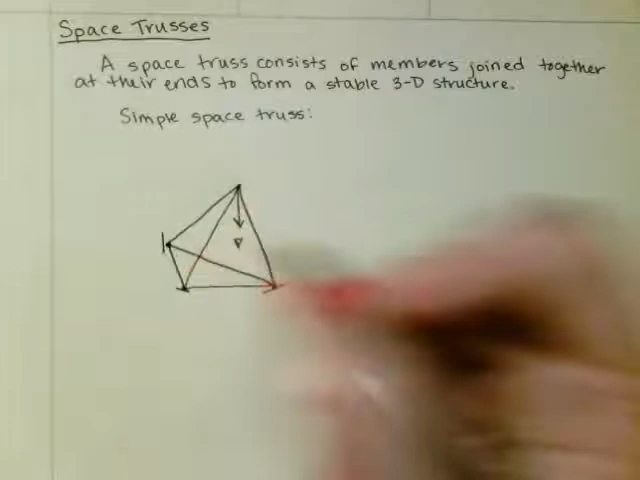 Space Trusses
A space truss consists of members joined together
at their ends to form a stable 3-D structure.
Simple space truss:
P